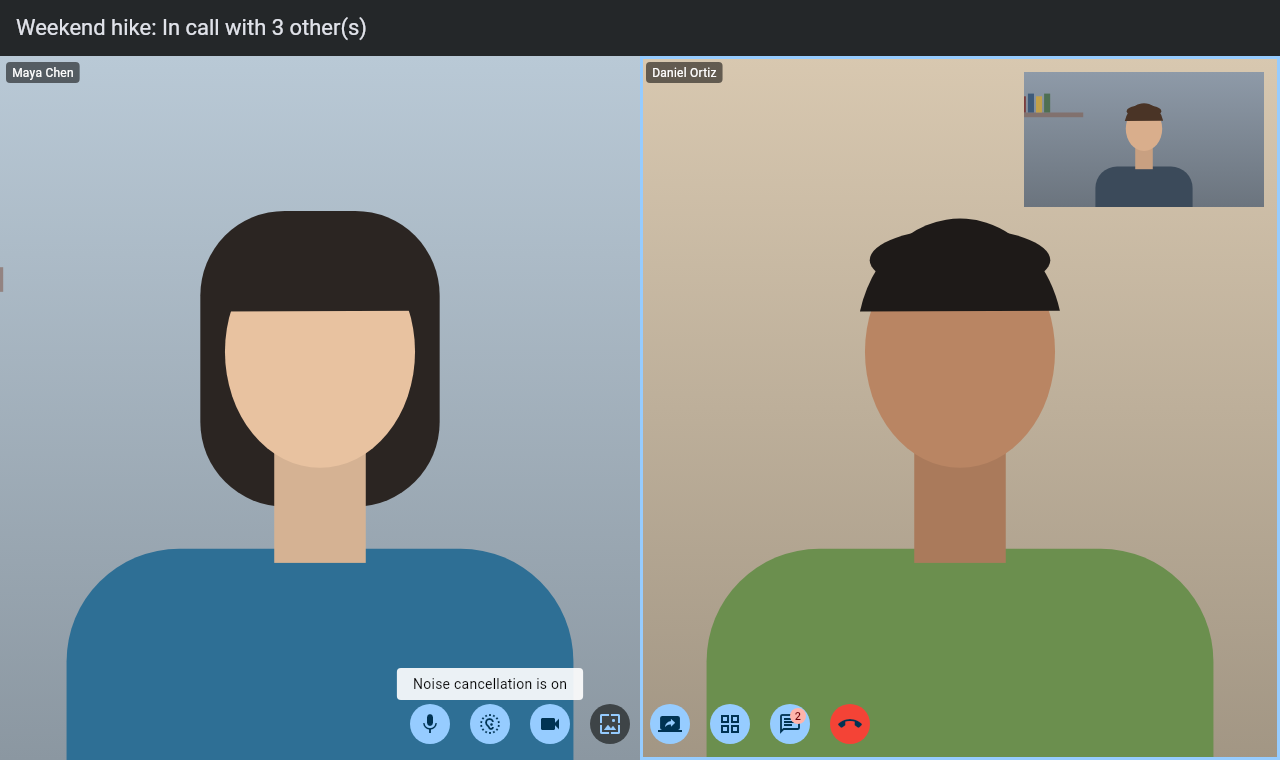 Weekend hike: In call with 3 other(s)
Maya Chen
Daniel Ortiz
Noise cancellation is on
2